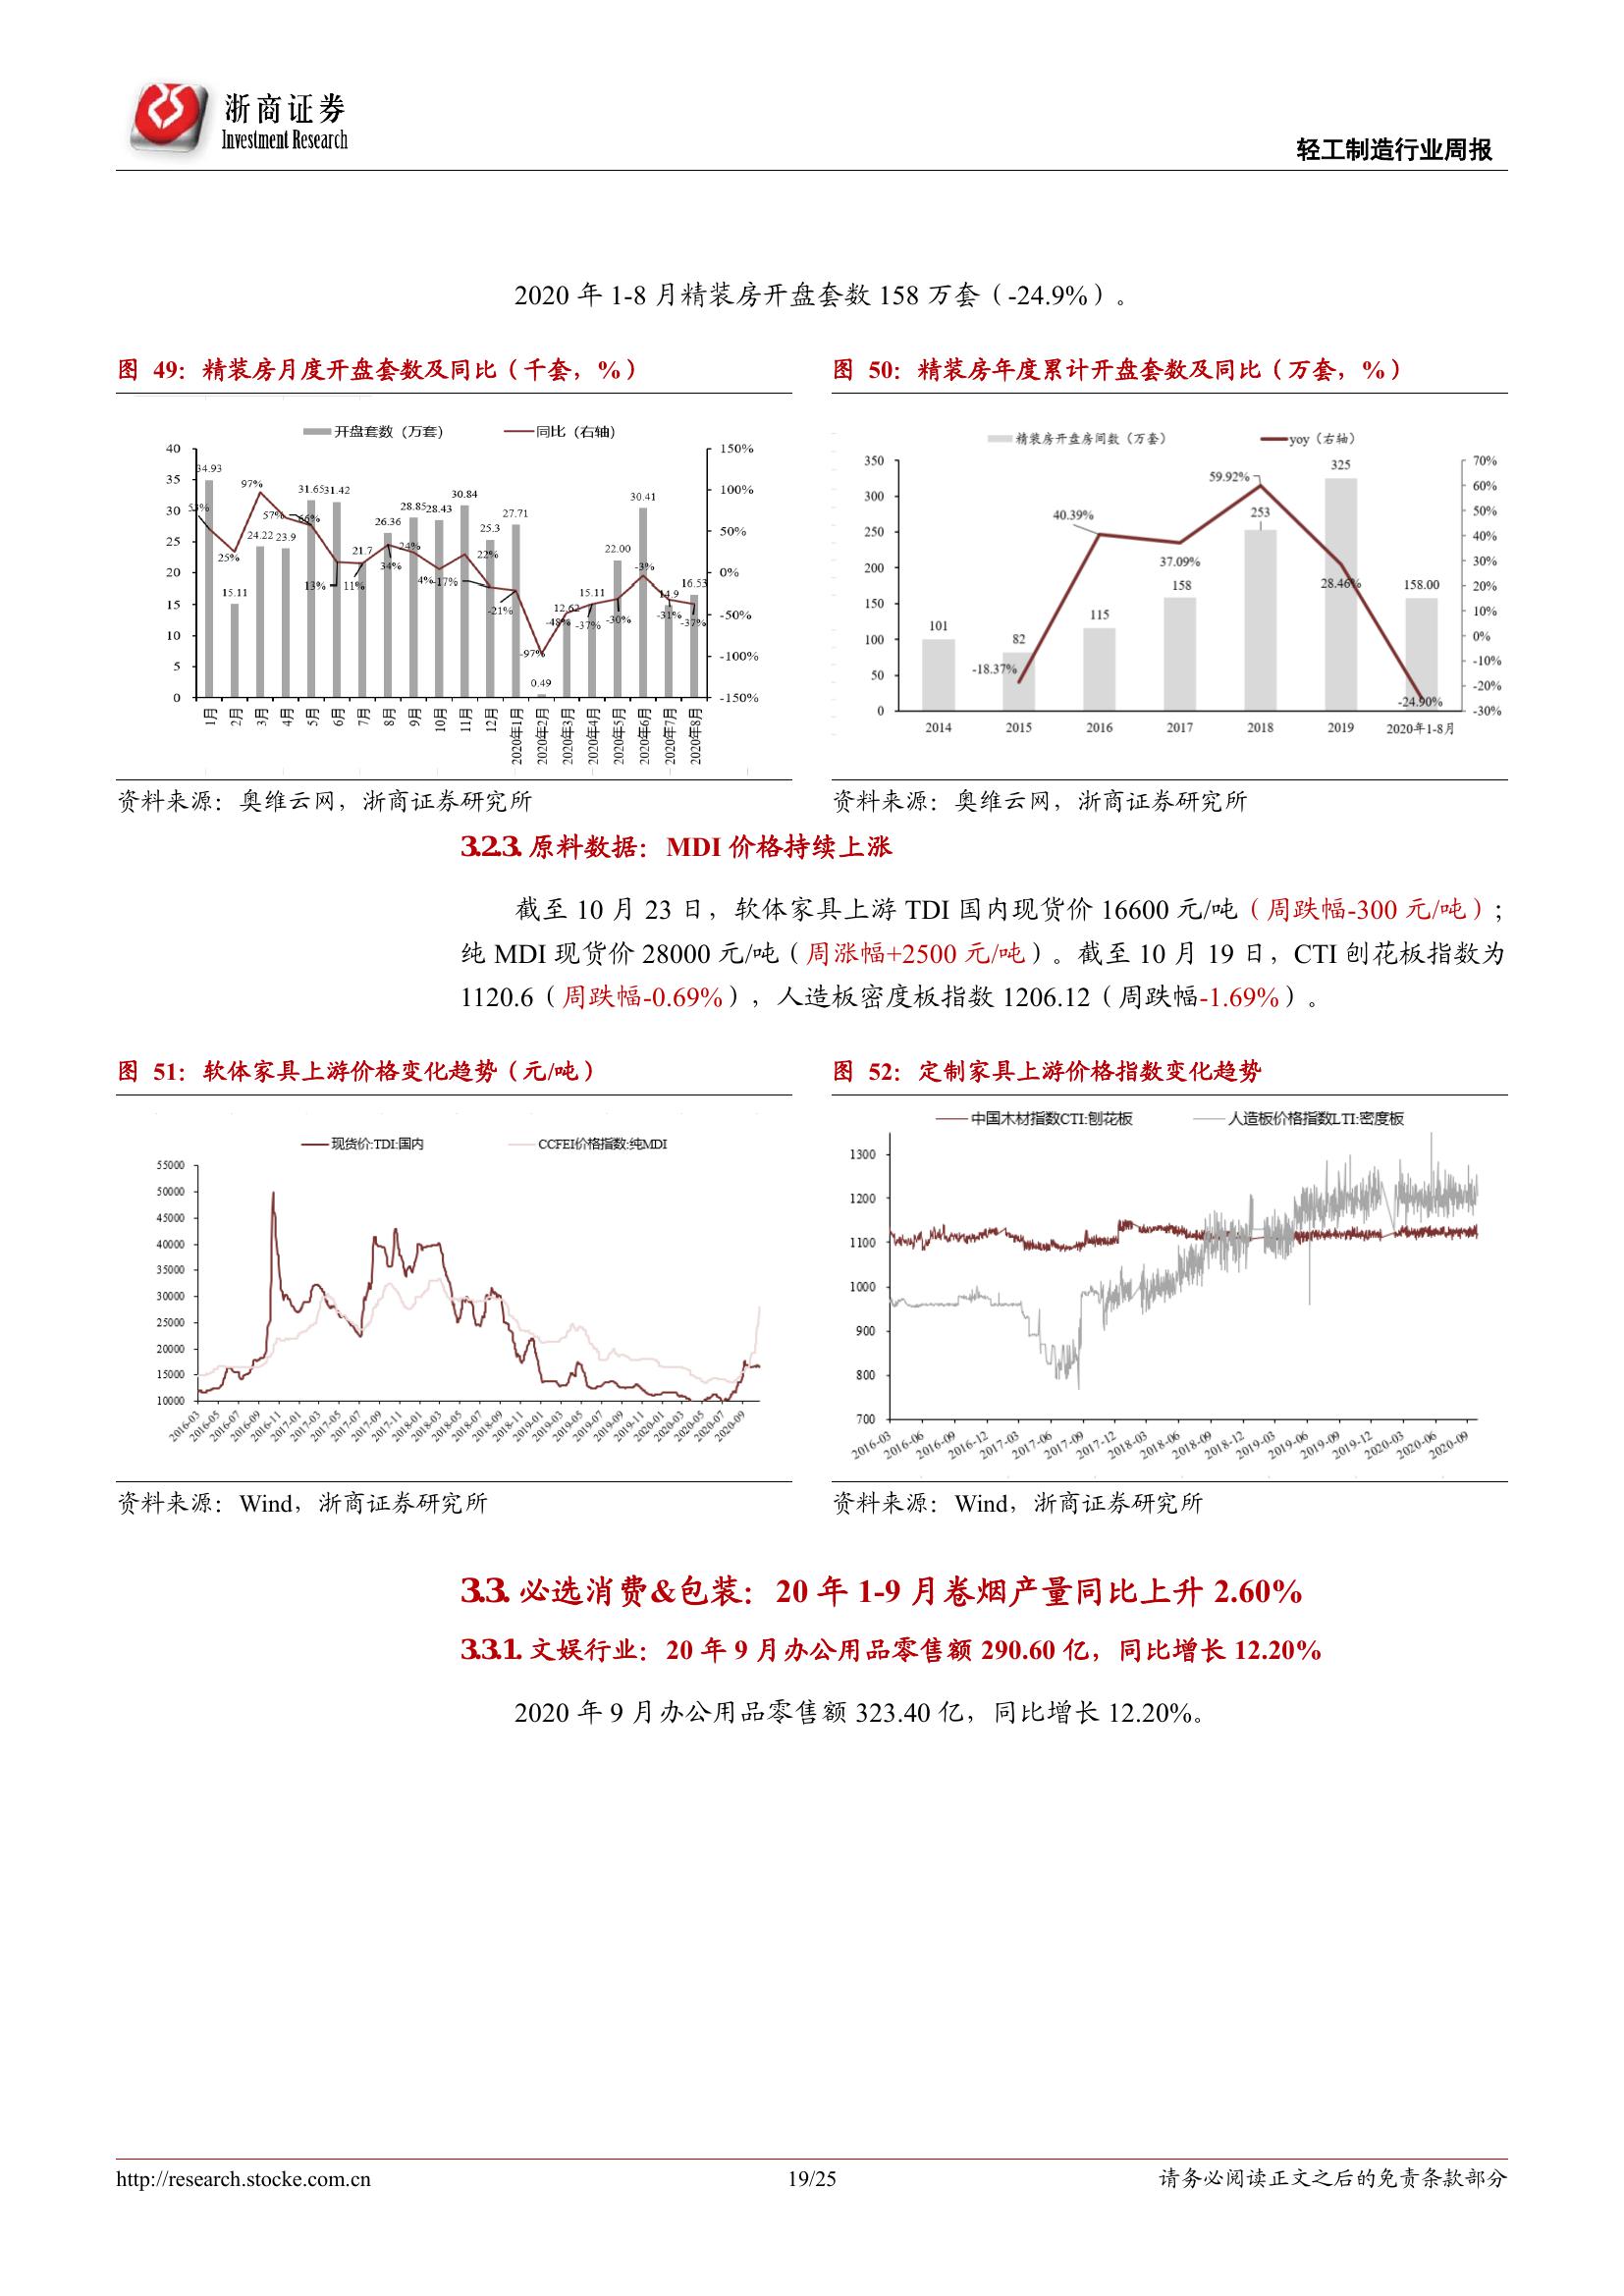 浙商证券
Investment Research
轻工制造行业周报
2020 年 1-8 月精装房开盘套数 158 万套（-24.9%）。
图 49：精装房月度开盘套数及同比（千套，%）
开盘套数（万套） 同比（右轴）
40 35 30 25 20 15 10 5 0
150% 100% 50% 0% -50% -100% -150%
34.93 15.11 24.22 23.9 31.65 31.42 21.7 26.36 28.85 28.43 30.84 25.3 27.71 0.49 12.62 15.11 22.00 30.41 14.9 16.53
53% 25% 97% 57% 66% 13% 11% 34% 24% 4% 22% -17% -21% -97% -48% -37% -30% -3% -31% -37%
1月 2月 3月 4月 5月 6月 7月 8月 9月 10月 11月 12月 2020年1月 2020年2月 2020年3月 2020年4月 2020年5月 2020年6月 2020年7月 2020年8月
资料来源：奥维云网，浙商证券研究所
图 50：精装房年度累计开盘套数及同比（万套，%）
精装房开盘房间数（万套） yoy（右轴）
350 300 250 200 150 100 50 0
70% 60% 50% 40% 30% 20% 10% 0% -10% -20% -30%
101 82 115 158 253 325 158.00
-18.37% 40.39% 37.09% 59.92% 28.46% -24.90%
2014 2015 2016 2017 2018 2019 2020年1-8月
资料来源：奥维云网，浙商证券研究所
3.2.3. 原料数据：MDI 价格持续上涨
截至 10 月 23 日，软体家具上游 TDI 国内现货价 16600 元/吨（周跌幅-300 元/吨）；
纯 MDI 现货价 28000 元/吨（周涨幅+2500 元/吨）。截至 10 月 19 日，CTI 刨花板指数为
1120.6（周跌幅-0.69%），人造板密度板指数 1206.12（周跌幅-1.69%）。
图 51：软体家具上游价格变化趋势（元/吨）
现货价:TDI:国内 CCFEI价格指数:纯MDI
55000 50000 45000 40000 35000 30000 25000 20000 15000 10000
2016-03 2016-05 2016-07 2016-09 2016-11 2017-01 2017-03 2017-05 2017-07 2017-09 2017-11 2018-01 2018-03 2018-05 2018-07 2018-09 2018-11 2019-01 2019-03 2019-05 2019-07 2019-09 2019-11 2020-01 2020-03 2020-05 2020-07 2020-09
资料来源：Wind，浙商证券研究所
图 52：定制家具上游价格指数变化趋势
中国木材指数CTI:刨花板 人造板价格指数LTI:密度板
1300 1200 1100 1000 900 800 700
2016-03 2016-06 2016-09 2016-12 2017-03 2017-06 2017-09 2017-12 2018-03 2018-06 2018-09 2018-12 2019-03 2019-06 2019-09 2019-12 2020-03 2020-06 2020-09
资料来源：Wind，浙商证券研究所
3.3. 必选消费&包装：20 年 1-9 月卷烟产量同比上升 2.60%
3.3.1. 文娱行业：20 年 9 月办公用品零售额 290.60 亿，同比增长 12.20%
2020 年 9 月办公用品零售额 323.40 亿，同比增长 12.20%。
http://research.stocke.com.cn
19/25
请务必阅读正文之后的免责条款部分